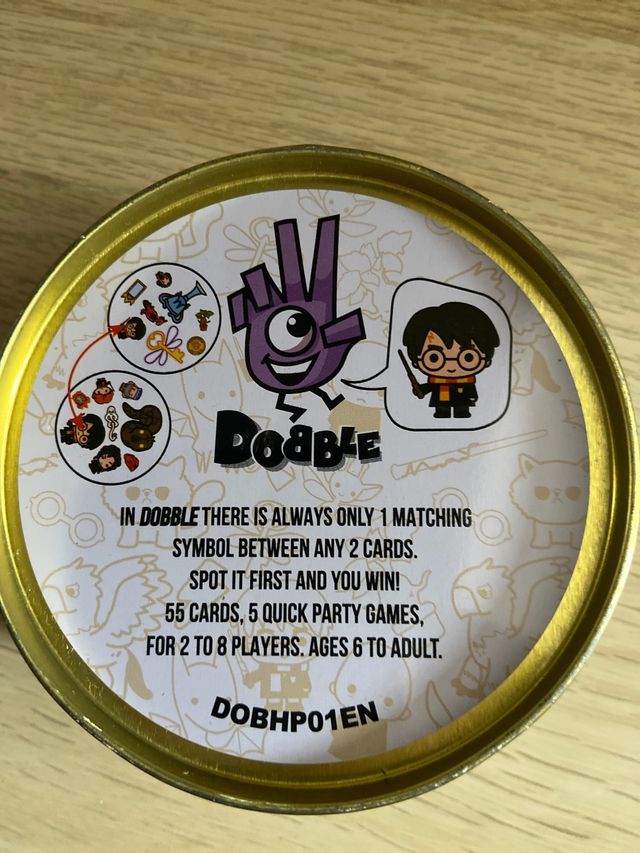 DOBBLE
IN DOBBLE THERE IS ALWAYS ONLY 1 MATCHING
SYMBOL BETWEEN ANY 2 CARDS.
SPOT IT FIRST AND YOU WIN!
55 CARDS, 5 QUICK PARTY GAMES,
FOR 2 TO 8 PLAYERS. AGES 6 TO ADULT.
DOBHP01EN